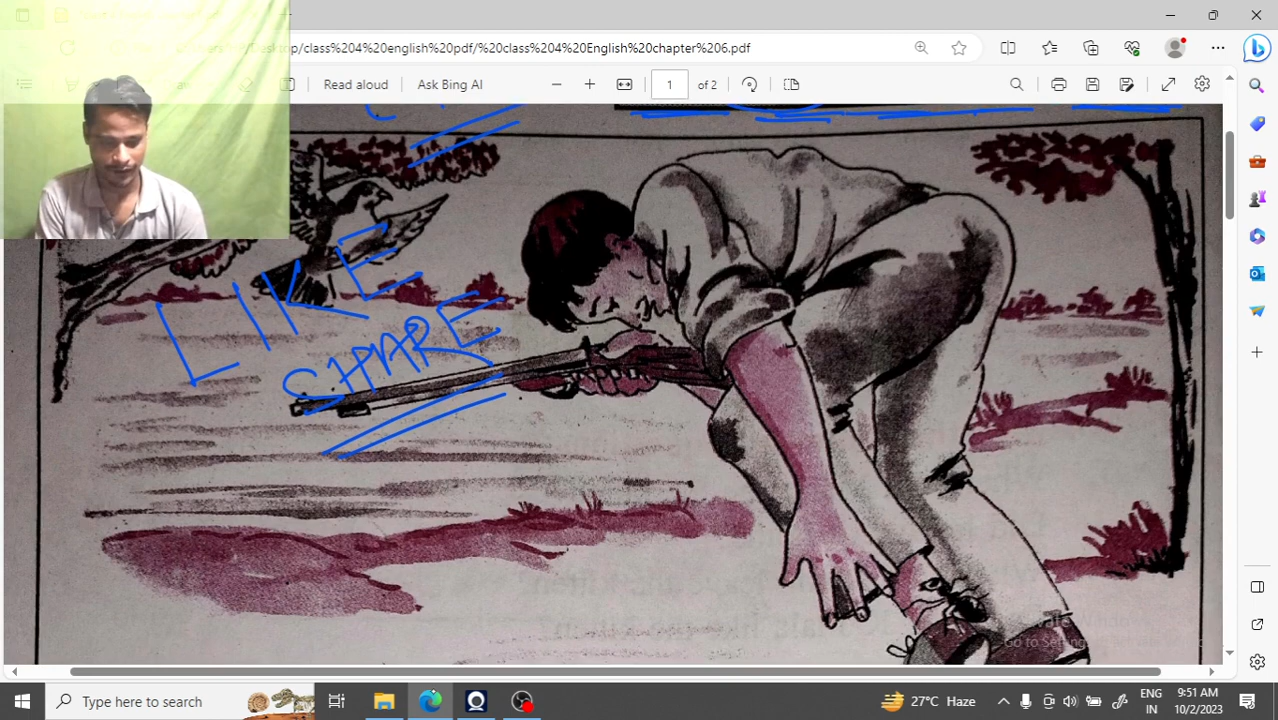 esktop/class%204%20english%20pdf/%20class%204%20English%20chapter%206.pdf
Read aloud
Ask Bing AI
1
of 2
LIKE
SHARE
Type here to search
27°C Haze
ENG
IN
9:51 AM
10/2/2023